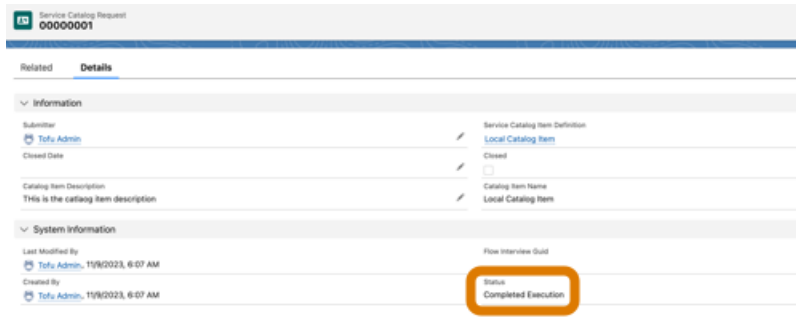 Service Catalog Request
00000001
Related Details
Information
Submitter
Tofu Admin
Service Catalog Item Definition
Local Catalog Item
Closed Date
Closed
Catalog Item Description
THis is the catlaog item description
Catalog Item Name
Local Catalog Item
System Information
Last Modified By
Tofu Admin, 11/9/2023, 6:07 AM
Flow Interview Guid
Created By
Tofu Admin, 11/9/2023, 6:07 AM
Status
Completed Execution